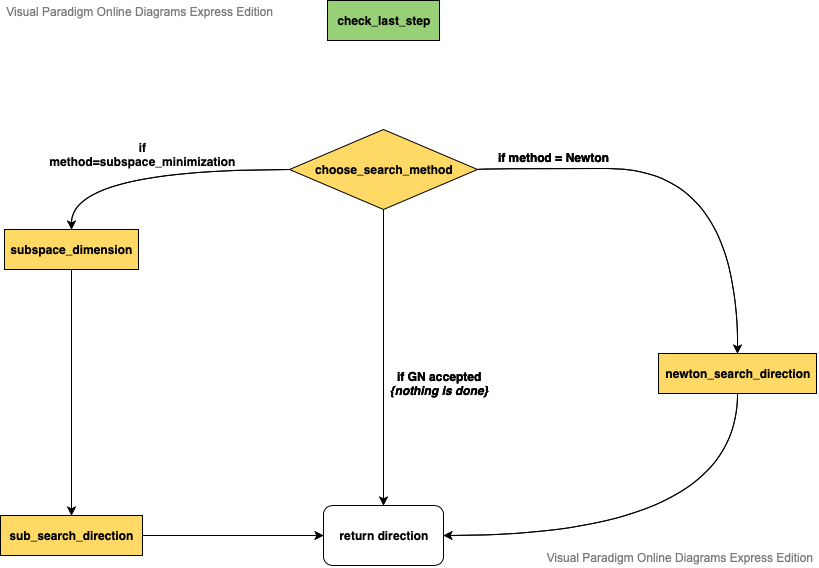 Visual Paradigm Online Diagrams Express Edition
check_last_step
if
method=subspace_minimization
choose_search_method
if method = Newton
subspace_dimension
newton_search_direction
if GN accepted
{nothing is done}
sub_search_direction
return direction
Visual Paradigm Online Diagrams Express Edition